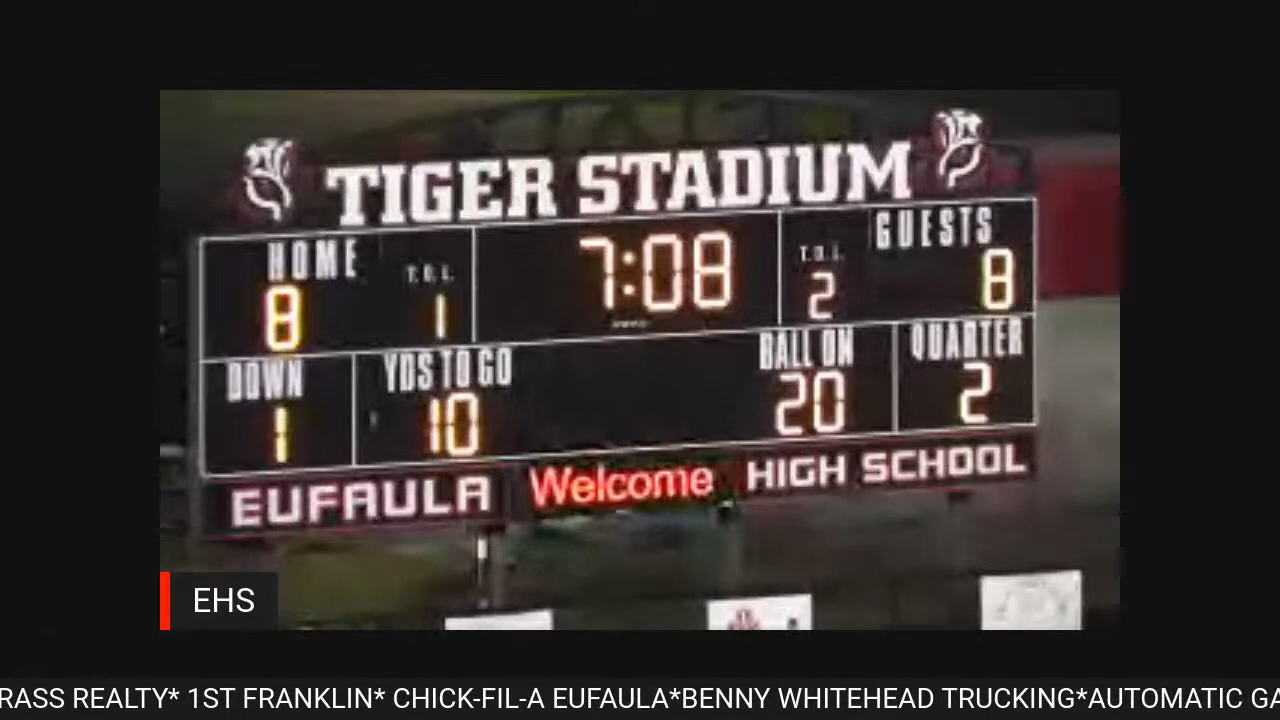 TIGER STADIUM
HOME T.O.L. 7:08 T.O.L. GUESTS
8 1 2 8
DOWN YDS TO GO BALL ON QUARTER
1 10 20 2
EUFAULA Welcome HIGH SCHOOL
EHS
RASS REALTY* 1ST FRANKLIN* CHICK-FIL-A EUFAULA*BENNY WHITEHEAD TRUCKING*AUTOMATIC GA